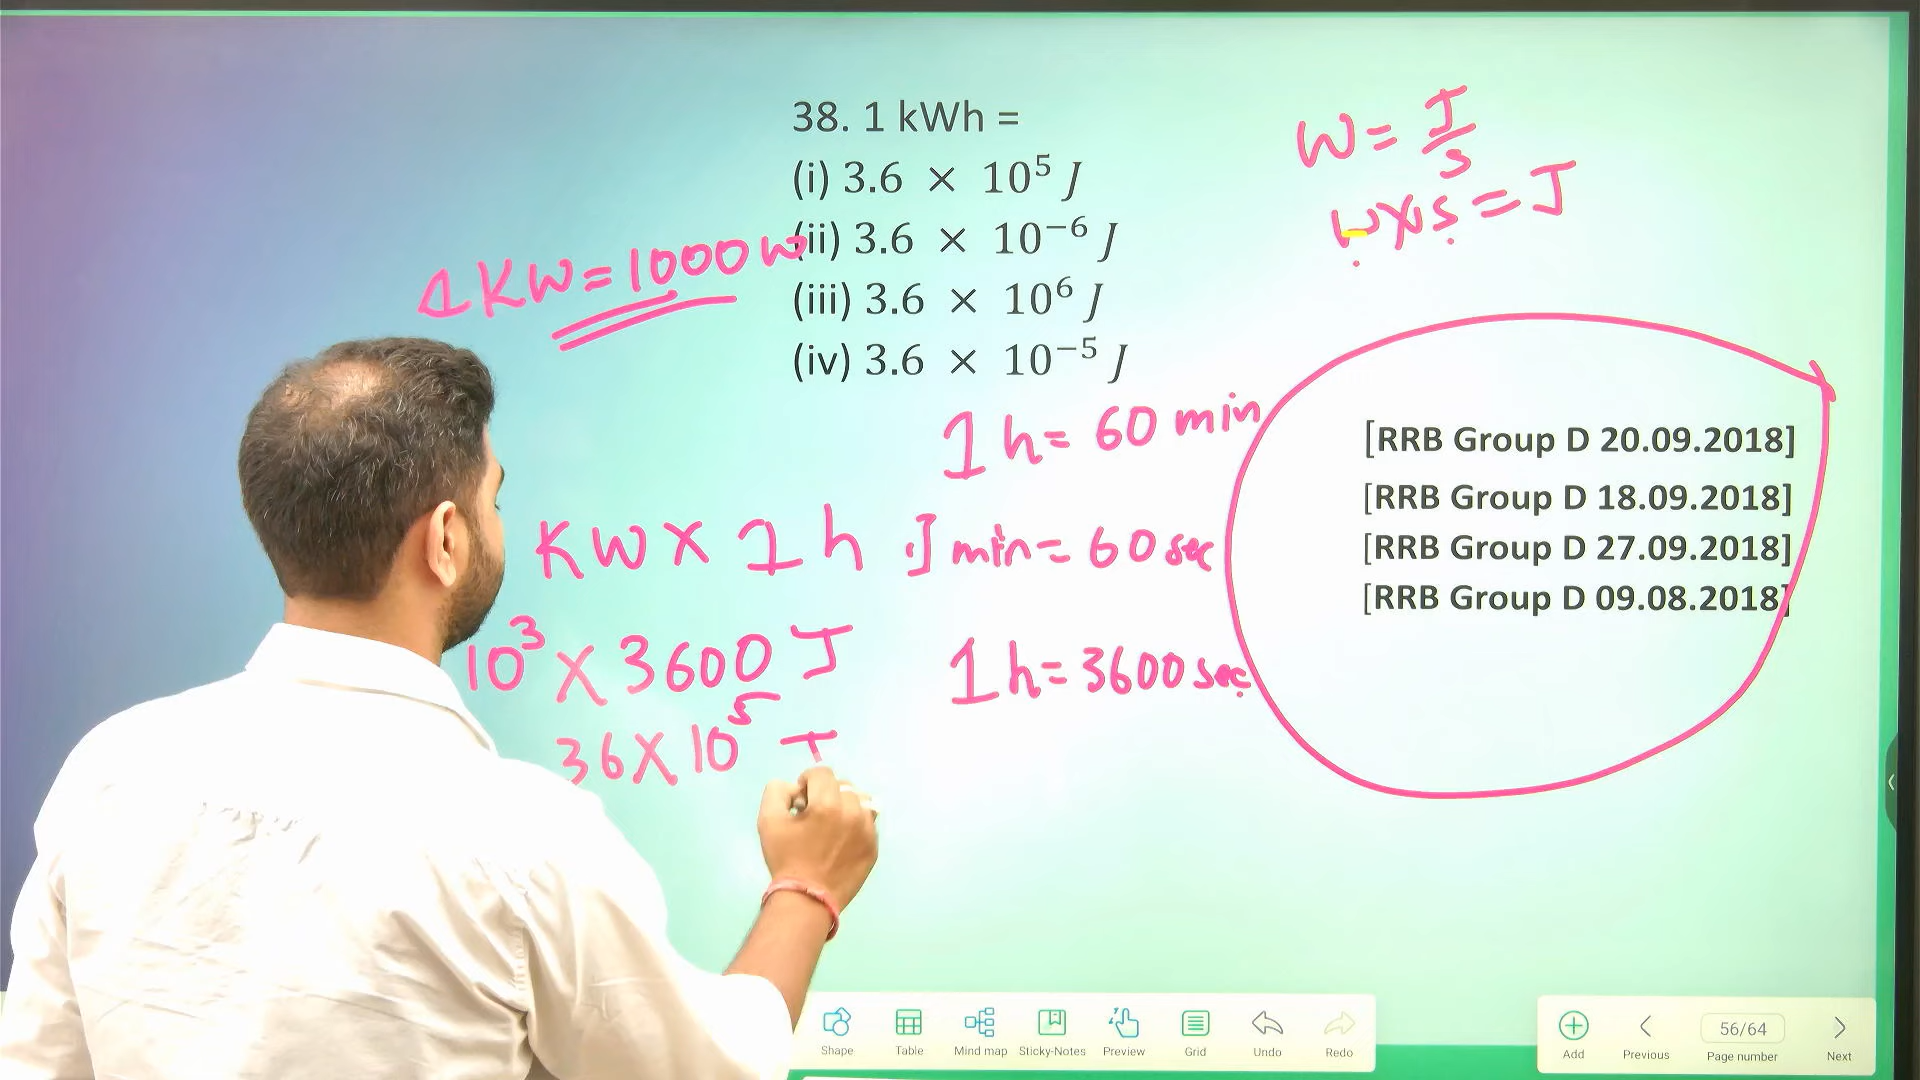 38. 1 kWh =
(i) 3.6 × 10⁵ J
(ii) 3.6 × 10⁻⁶ J
(iii) 3.6 × 10⁶ J
(iv) 3.6 × 10⁻⁵ J
W = J/s
W × s = J
1 KW = 1000 W
[RRB Group D 20.09.2018]
[RRB Group D 18.09.2018]
[RRB Group D 27.09.2018]
[RRB Group D 09.08.2018]
1 h = 60 min
KW × 1 h
1 min = 60 sec
10³ × 3600 J
1 h = 3600 sec
36 × 10⁵ J
Shape
Table
Mind map
Sticky-Notes
Preview
Grid
Undo
Redo
Add
Previous
56/64
Page number
Next